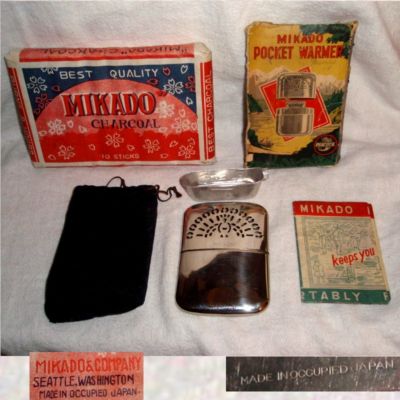 "MIKADO" CHARCOAL
BEST QUALITY
MIKADO
CHARCOAL
10 STICKS
BEST CHARCOAL
MIKADO
POCKET WARMER
MIKADO
keeps you
TABLY
MIKADO & COMPANY
SEATTLE, WASHINGTON
MADE IN OCCUPIED JAPAN
MADE IN OCCUPIED JAPAN